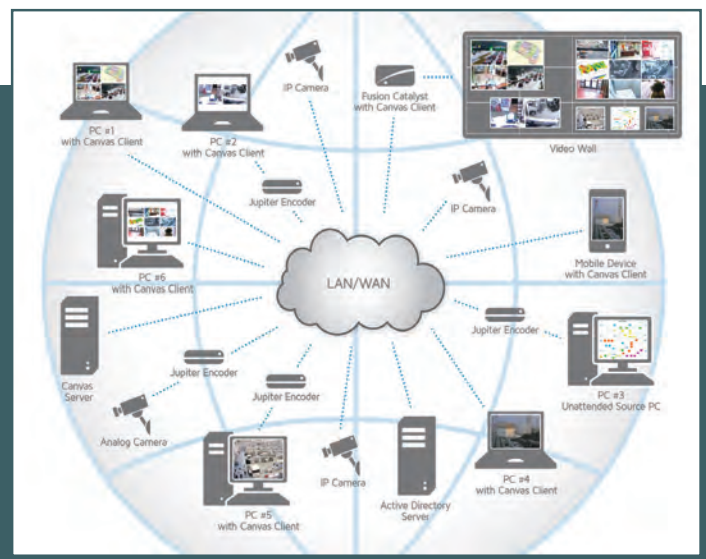 IP Camera
Fusion Catalyst
with Canvas Client
PC #1
with Canvas Client
PC #2
with Canvas Client
Video Wall
Jupiter Encoder
IP Camera
PC #6
with Canvas Client
LAN/WAN
Mobile Device
with Canvas Client
Jupiter Encoder
Canvas
Server
Jupiter Encoder
Jupiter Encoder
PC #3
Unattended Source PC
Analog Camera
IP Camera
PC #4
with Canvas Client
Active Directory
Server
PC #5
with Canvas Client